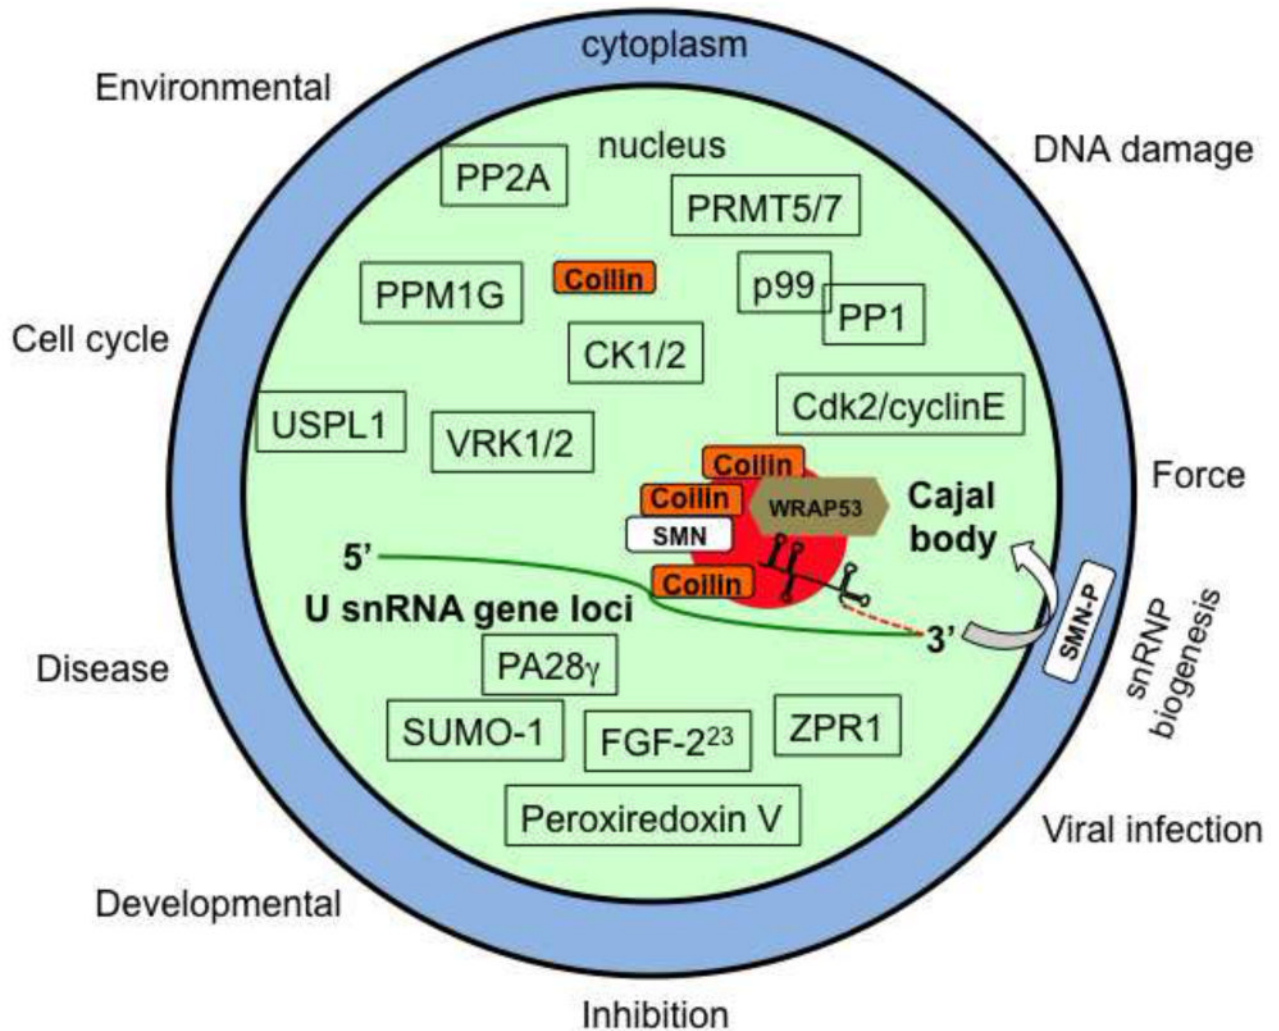 cytoplasm
Environmental
nucleus
DNA damage
PP2A
PRMT5/7
PPM1G
Coilin
p99
PP1
Cell cycle
CK1/2
Cdk2/cyclinE
USPL1
VRK1/2
Coilin
Coilin
WRAP53
Cajal
body
Force
SMN
5’
Coilin
U snRNA gene loci
3’
SMN-P
snRNP
biogenesis
Disease
PA28γ
SUMO-1
FGF-2²³
ZPR1
Peroxiredoxin V
Viral infection
Developmental
Inhibition